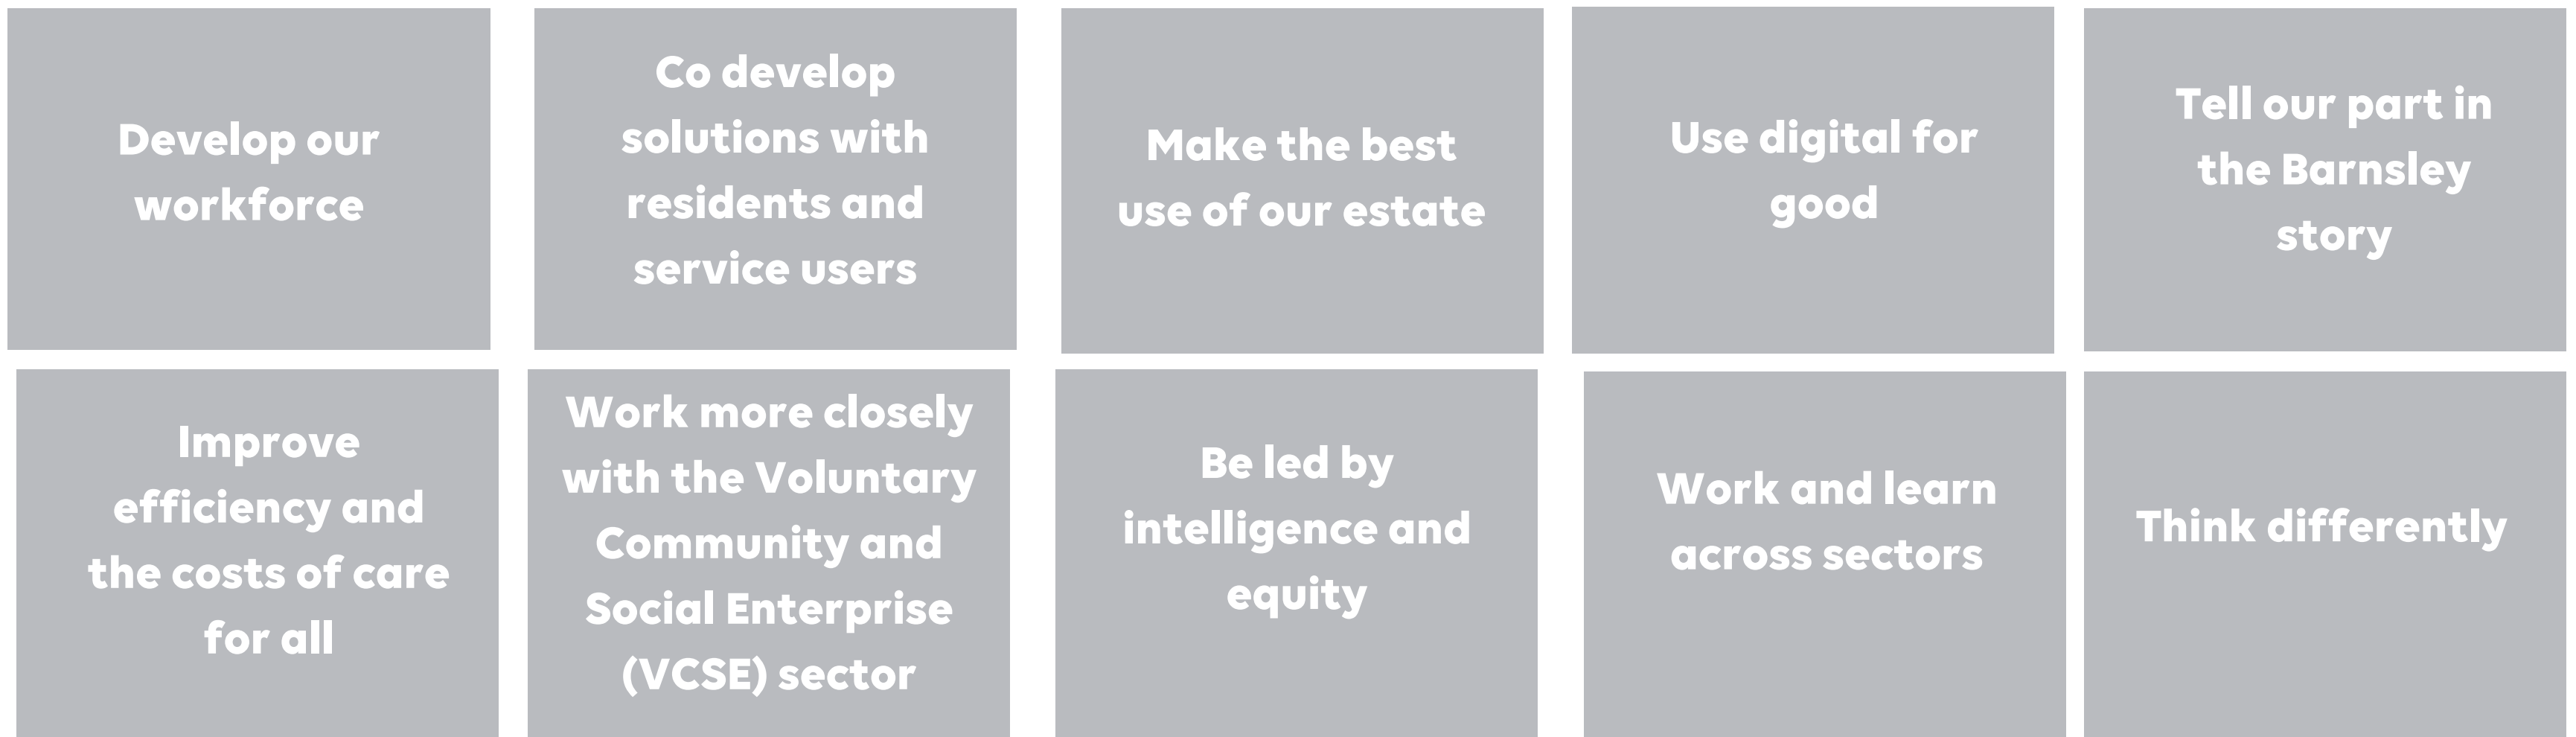 Develop our
workforce
Co develop
solutions with
residents and
service users
Make the best
use of our estate
Use digital for
good
Tell our part in
the Barnsley
story
Improve
efficiency and
the costs of care
for all
Work more closely
with the Voluntary
Community and
Social Enterprise
(VCSE) sector
Be led by
intelligence and
equity
Work and learn
across sectors
Think differently